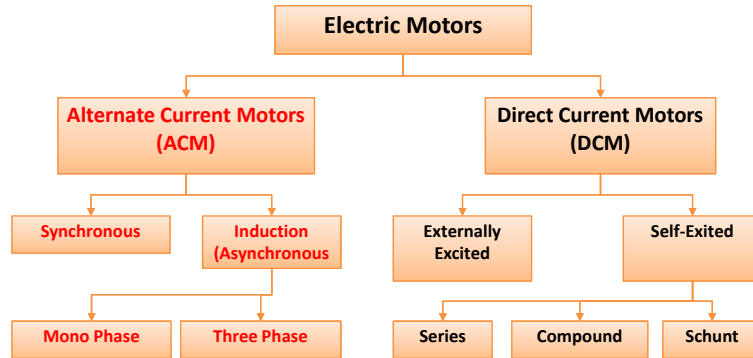 Electric Motors
Alternate Current Motors
(ACM)
Direct Current Motors
(DCM)
Synchronous
Induction
(Asynchronous
Externally
Excited
Self-Exited
Mono Phase
Three Phase
Series
Compound
Schunt